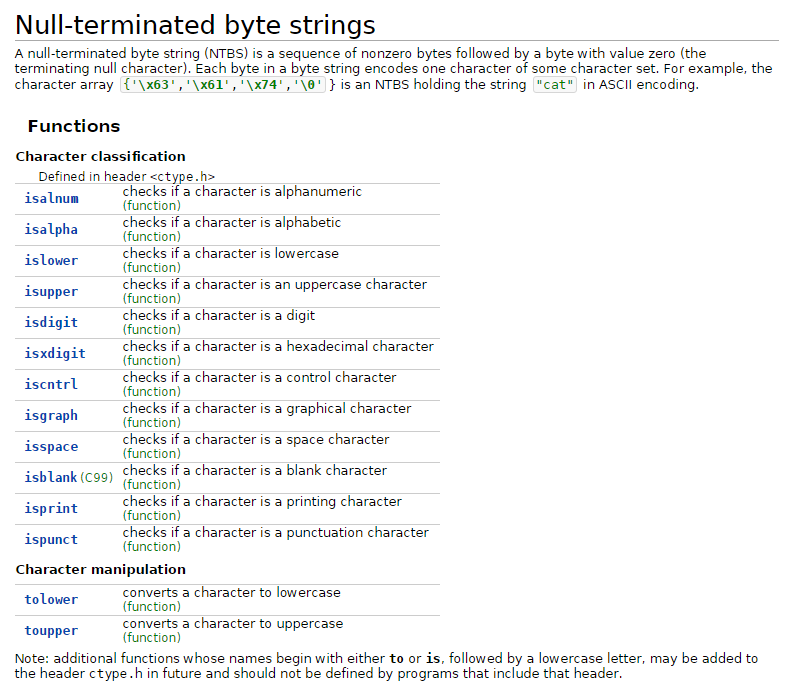 Null-terminated byte strings
A null-terminated byte string (NTBS) is a sequence of nonzero bytes followed by a byte with value zero (the
terminating null character). Each byte in a byte string encodes one character of some character set. For example, the
character array {'\x63','\x61','\x74','\0' } is an NTBS holding the string "cat" in ASCII encoding.
Functions
Character classification
Defined in header <ctype.h>
isalnum checks if a character is alphanumeric
(function)
isalpha checks if a character is alphabetic
(function)
islower checks if a character is lowercase
(function)
isupper checks if a character is an uppercase character
(function)
isdigit checks if a character is a digit
(function)
isxdigit checks if a character is a hexadecimal character
(function)
iscntrl checks if a character is a control character
(function)
isgraph checks if a character is a graphical character
(function)
isspace checks if a character is a space character
(function)
isblank (C99) checks if a character is a blank character
(function)
isprint checks if a character is a printing character
(function)
ispunct checks if a character is a punctuation character
(function)
Character manipulation
tolower converts a character to lowercase
(function)
toupper converts a character to uppercase
(function)
Note: additional functions whose names begin with either to or is, followed by a lowercase letter, may be added to
the header ctype.h in future and should not be defined by programs that include that header.